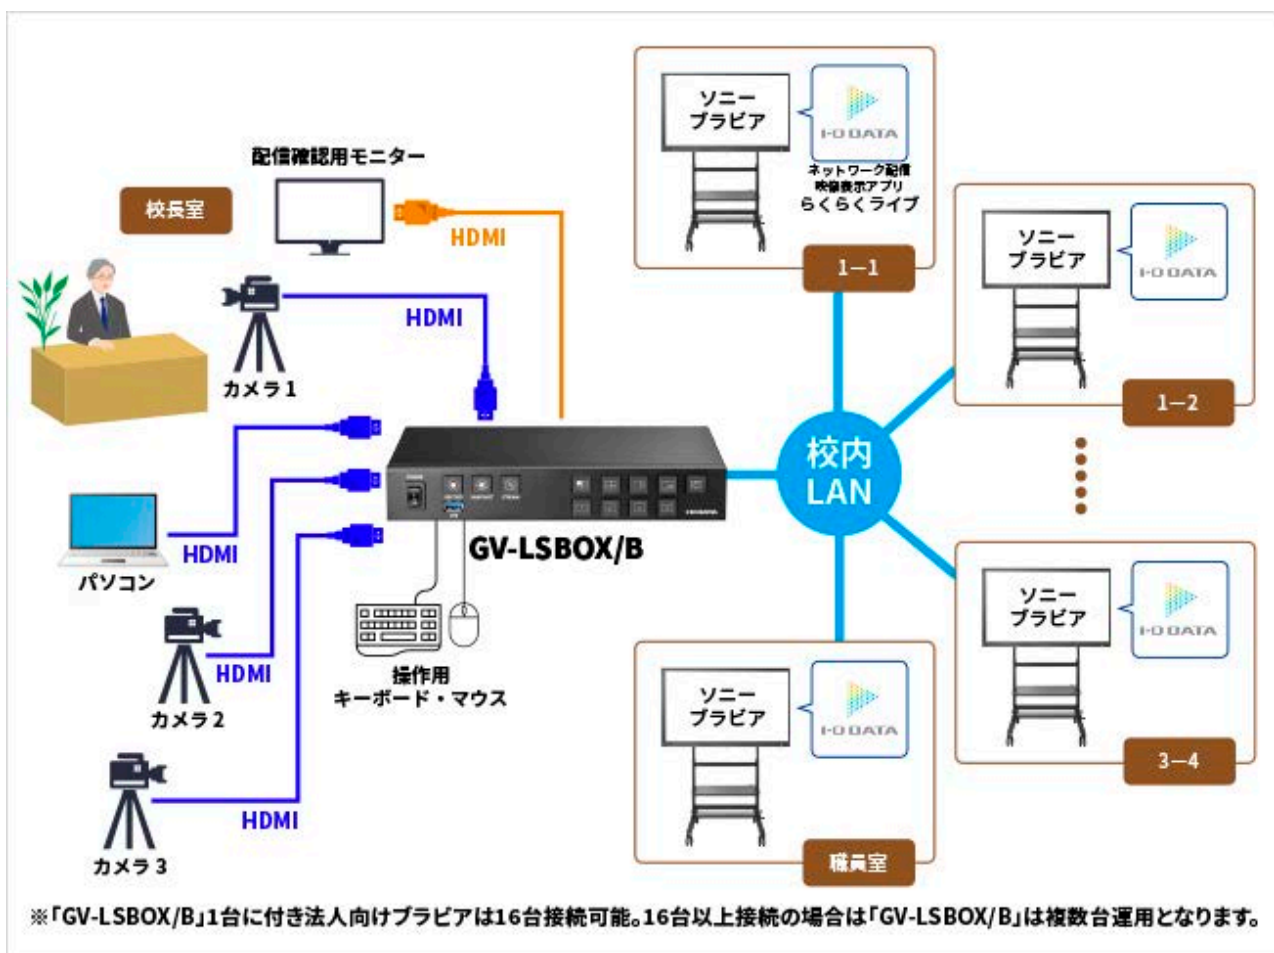 配信確認用モニター
校長室
HDMI
カメラ1
HDMI
HDMI
パソコン
HDMI
カメラ2
HDMI
カメラ3
GV-LSBOX/B
操作用
キーボード・マウス
校内
LAN
ソニー
ブラビア
I-O DATA
ネットワーク配信
映像表示アプリ
らくらくライブ
1ー1
ソニー
ブラビア
I-O DATA
1ー2
ソニー
ブラビア
I-O DATA
3ー4
ソニー
ブラビア
I-O DATA
職員室
※「GV-LSBOX/B」1台に付き法人向けブラビアは16台接続可能。16台以上接続の場合は「GV-LSBOX/B」は複数台運用となります。